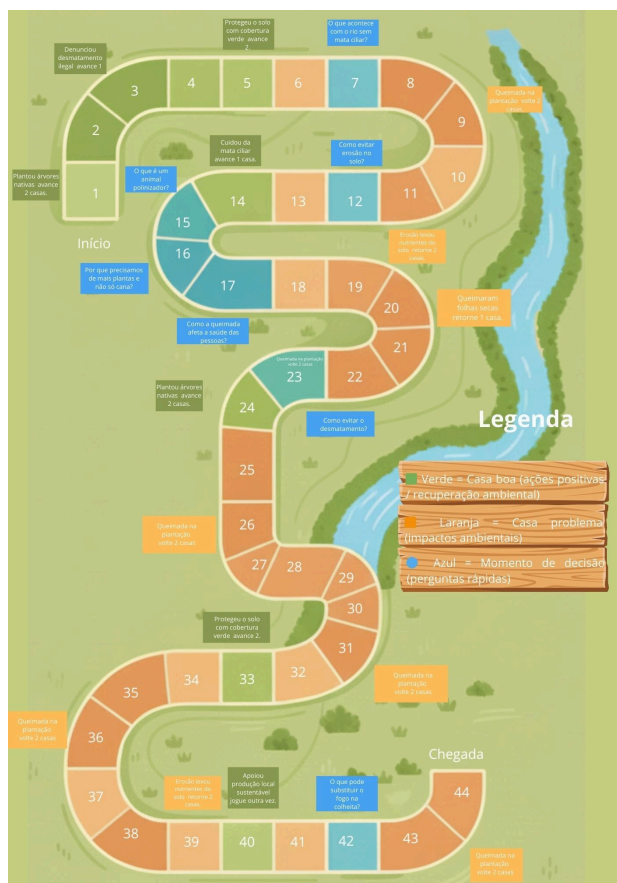 Protegeu o solo
com cobertura
verde avance
2.
O que acontece
com o rio sem
mata ciliar?
Denunciou
desmatamento
ilegal avance 1
3
4
5
6
7
8
Queimada na
plantação volte 2
casas.
2
9
Cuidou da
mata ciliar
avance 1 casa.
Como evitar
erosão no
solo?
Plantou árvores
nativas avance
2 casas.
1
O que é um
animal
polinizador?
14
13
12
11
10
Início
15
16
17
18
19
20
21
22
Erosão levou
nutrientes do
solo retorne 2
casas.
Por que precisamos
de mais plantas e
não só cana?
Queimaram
folhas secas
retorne 1 casa.
Como a queimada
afeta a saúde das
pessoas?
Queimada na plantação
volte 2 casas
23
24
Plantou árvores
nativas avance
2 casas.
Como evitar o
desmatamento?
Legenda
Verde = Casa boa (ações positivas
/ recuperação ambiental)
Laranja = Casa problema
(impactos ambientais)
Azul = Momento de decisão
(perguntas rápidas)
25
26
Queimada na
plantação
volte 2 casas
27
28
29
30
31
Protegeu o solo
com cobertura
verde avance 2.
32
33
34
35
Queimada na
plantação
volte 2 casas
Queimada na
plantação
volte 2 casas
36
37
38
Erosão levou
nutrientes do
solo retorne 2
casas.
Apoiou
produção local
sustentável
jogue outra vez.
O que pode
substituir o
fogo na
colheita?
Chegada
39
40
41
42
43
44
Queimada na
plantação
volte 2 casas